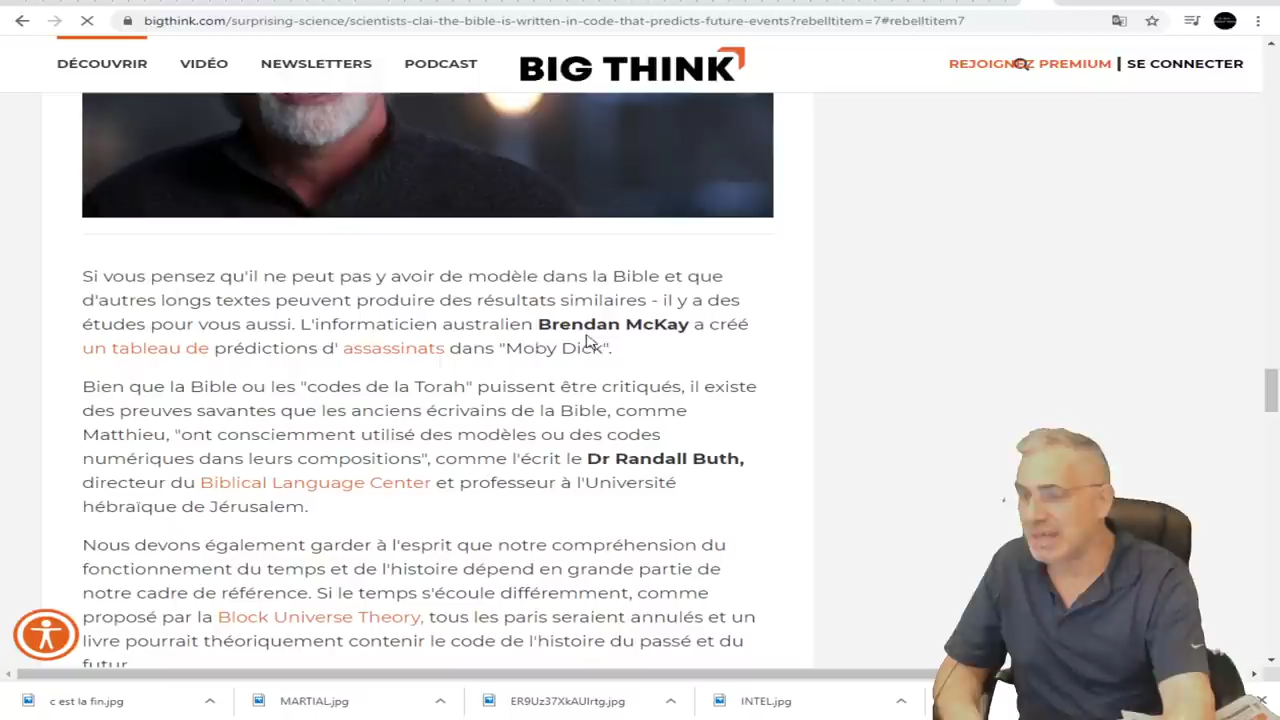 bigthink.com/surprising-science/scientists-clai-the-bible-is-written-in-code-that-predicts-future-events?rebelltitem=7#rebelltitem7
DÉCOUVRIR VIDÉO NEWSLETTERS PODCAST BIG THINK REJOIGNEZ PREMIUM | SE CONNECTER
Si vous pensez qu'il ne peut pas y avoir de modèle dans la Bible et que
d'autres longs textes peuvent produire des résultats similaires - il y a des
études pour vous aussi. L'informaticien australien Brendan McKay a créé
un tableau de prédictions d' assassinats dans "Moby Dick".
Bien que la Bible ou les "codes de la Torah" puissent être critiqués, il existe
des preuves savantes que les anciens écrivains de la Bible, comme
Matthieu, "ont consciemment utilisé des modèles ou des codes
numériques dans leurs compositions", comme l'écrit le Dr Randall Buth,
directeur du Biblical Language Center et professeur à l'Université
hébraïque de Jérusalem.
Nous devons également garder à l'esprit que notre compréhension du
fonctionnement du temps et de l'histoire dépend en grande partie de
notre cadre de référence. Si le temps s'écoule différemment, comme
proposé par la Block Universe Theory, tous les paris seraient annulés et un
livre pourrait théoriquement contenir le code de l'histoire du passé et du
futur
c est la fin.jpg MARTIAL.jpg ER9Uz37XkAUIrtg.jpg INTEL.jpg